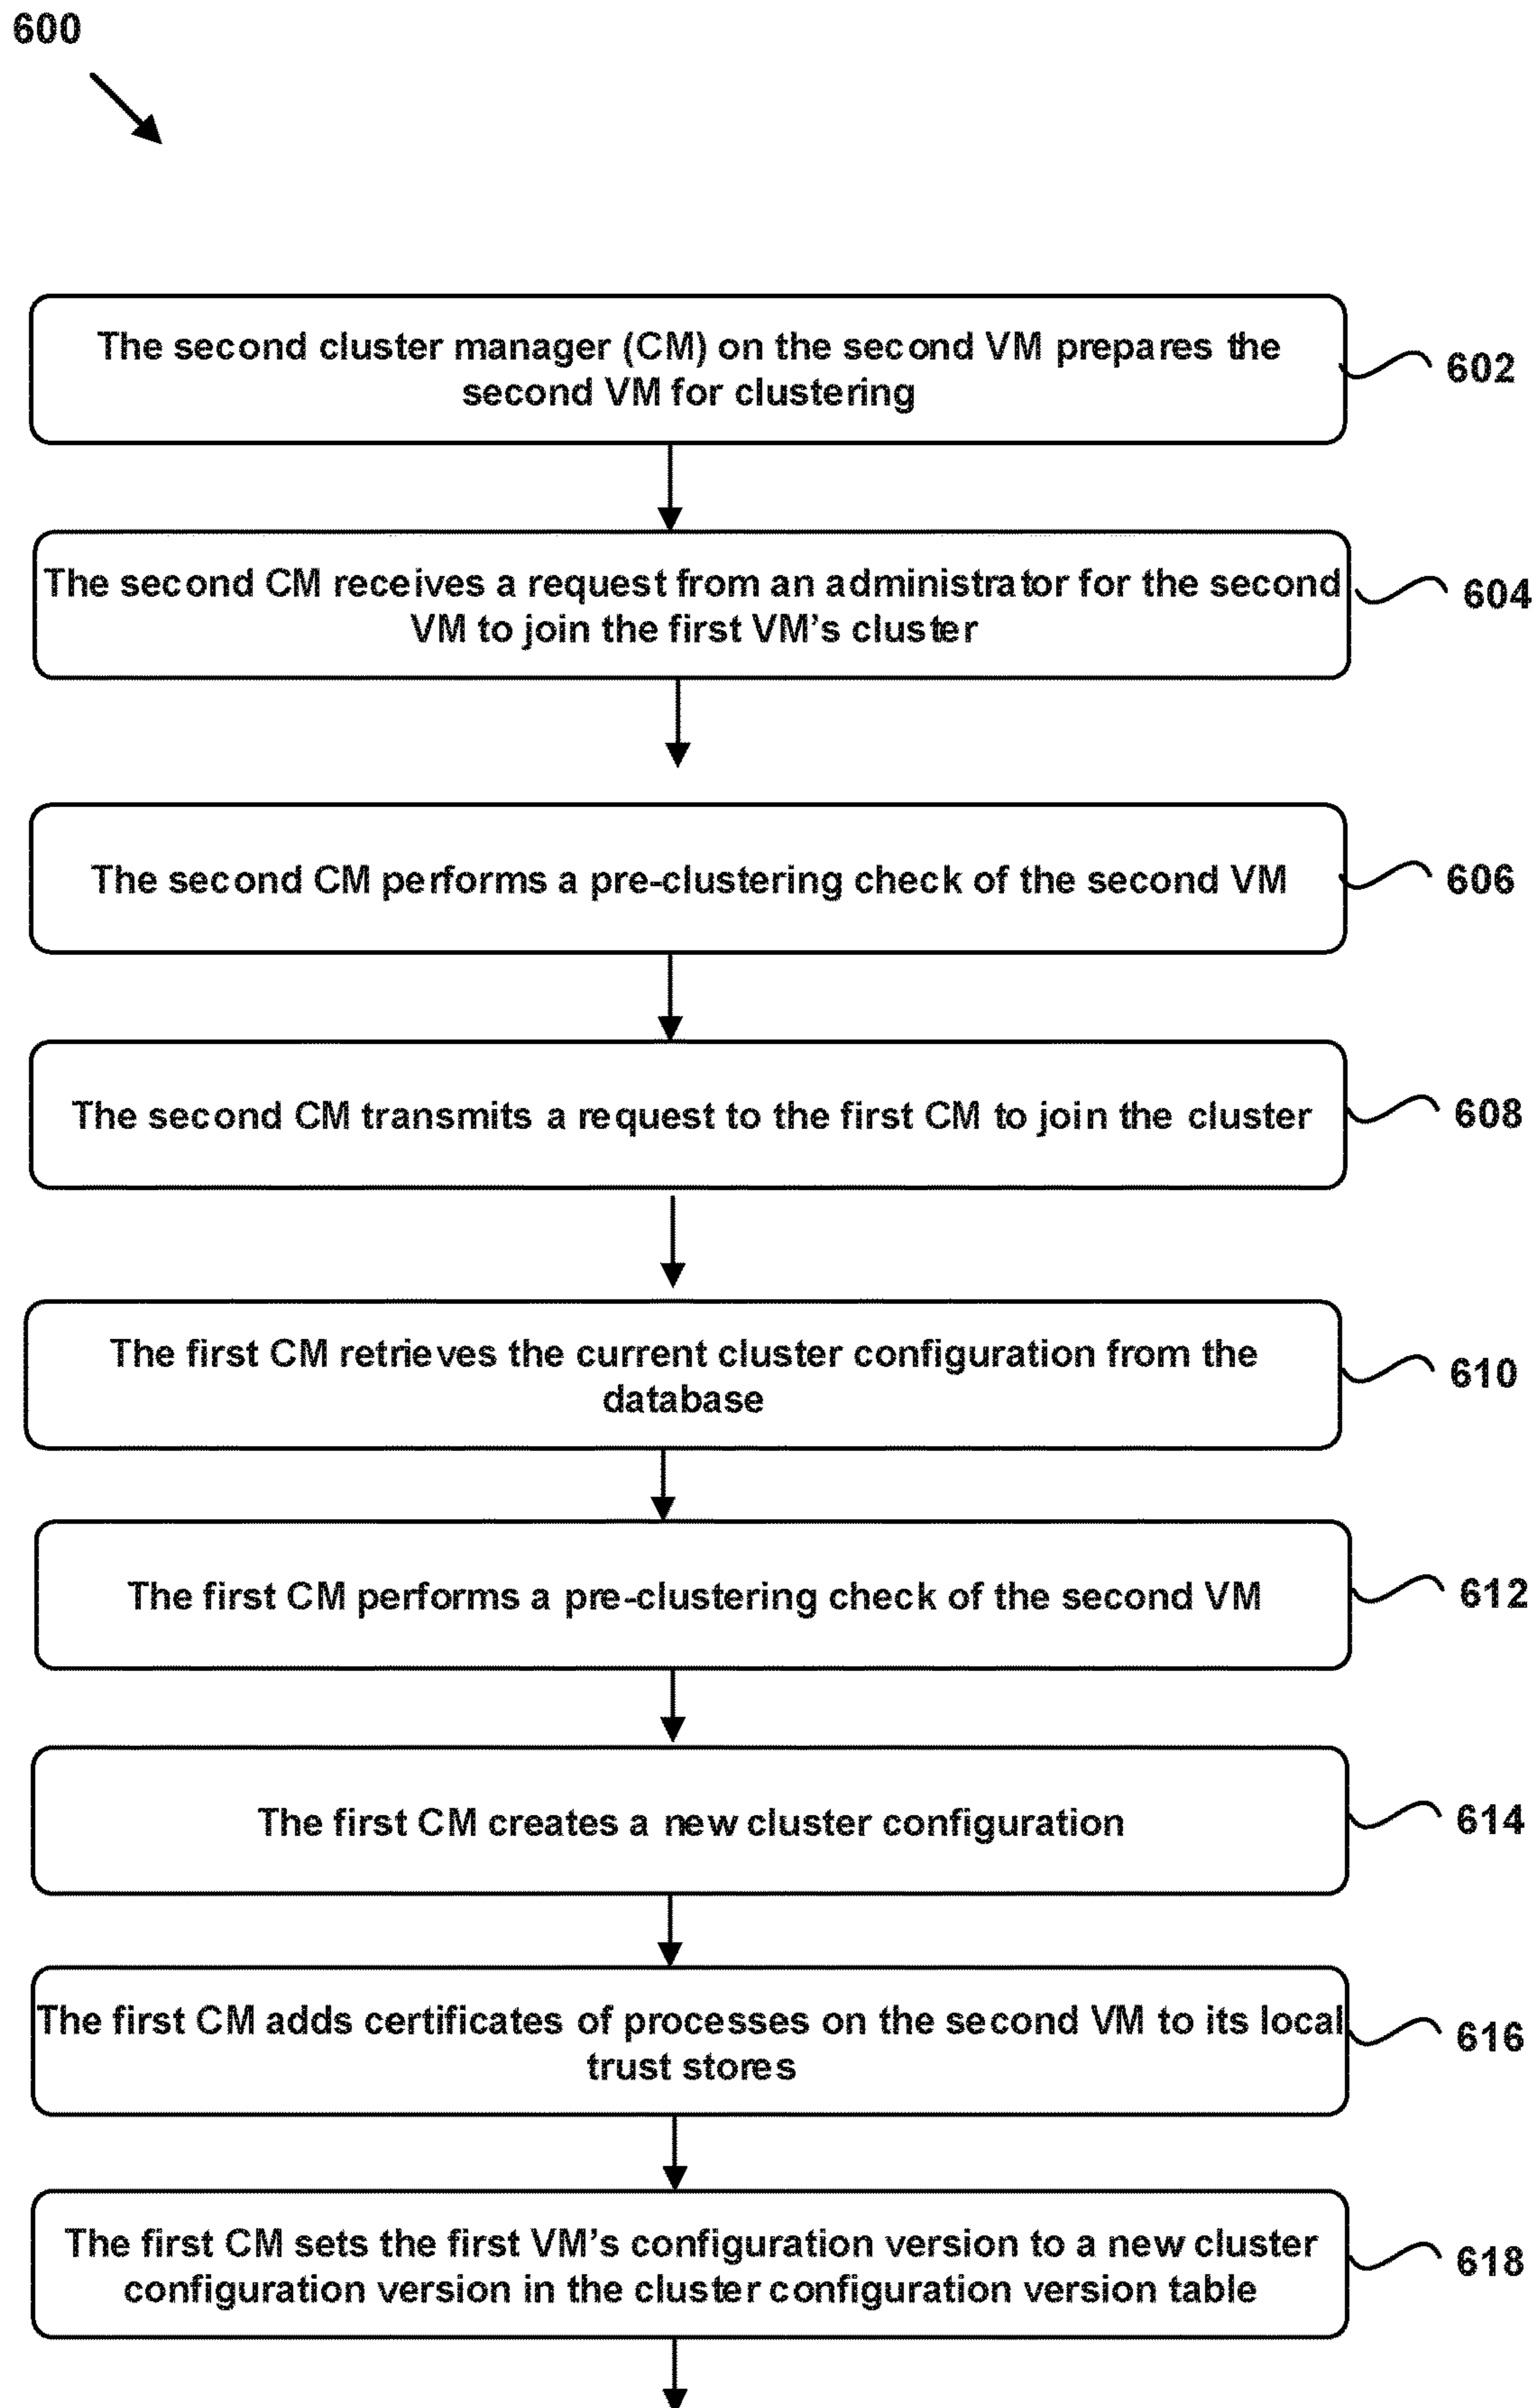 600
The second cluster manager (CM) on the second VM prepares the
second VM for clustering
602
The second CM receives a request from an administrator for the second
VM to join the first VM's cluster
604
The second CM performs a pre-clustering check of the second VM
606
The second CM transmits a request to the first CM to join the cluster
608
The first CM retrieves the current cluster configuration from the
database
610
The first CM performs a pre-clustering check of the second VM
612
The first CM creates a new cluster configuration
614
The first CM adds certificates of processes on the second VM to its local
trust stores
616
The first CM sets the first VM's configuration version to a new cluster
configuration version in the cluster configuration version table
618